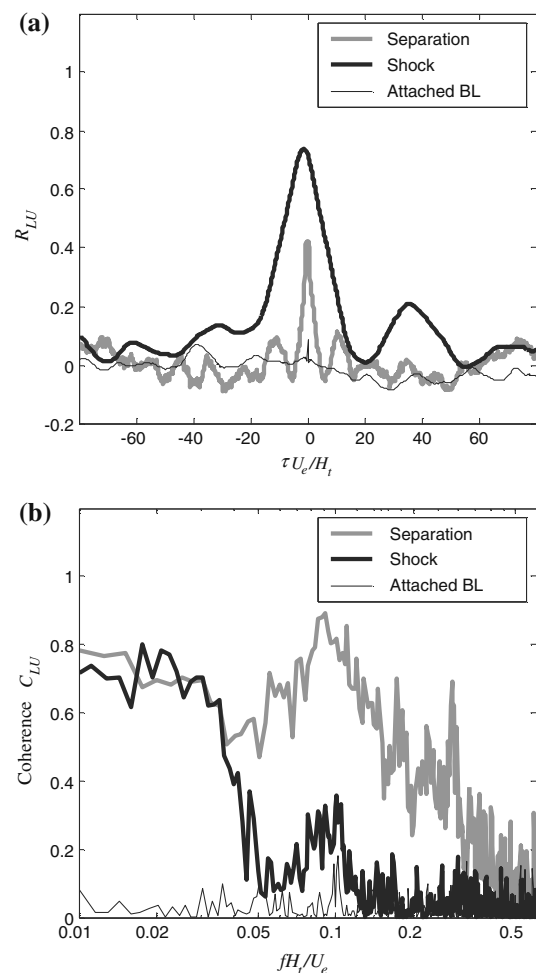 (a)
Separation
Shock
Attached BL
1
0.8
0.6
0.4
0.2
0
-0.2
R_LU
-60 -40 -20 0 20 40 60
τU_e/H_t
(b)
Separation
Shock
Attached BL
1
0.8
0.6
0.4
0.2
0
Coherence C_LU
0.01 0.02 0.05 0.1 0.2 0.5
fH_t/U_e